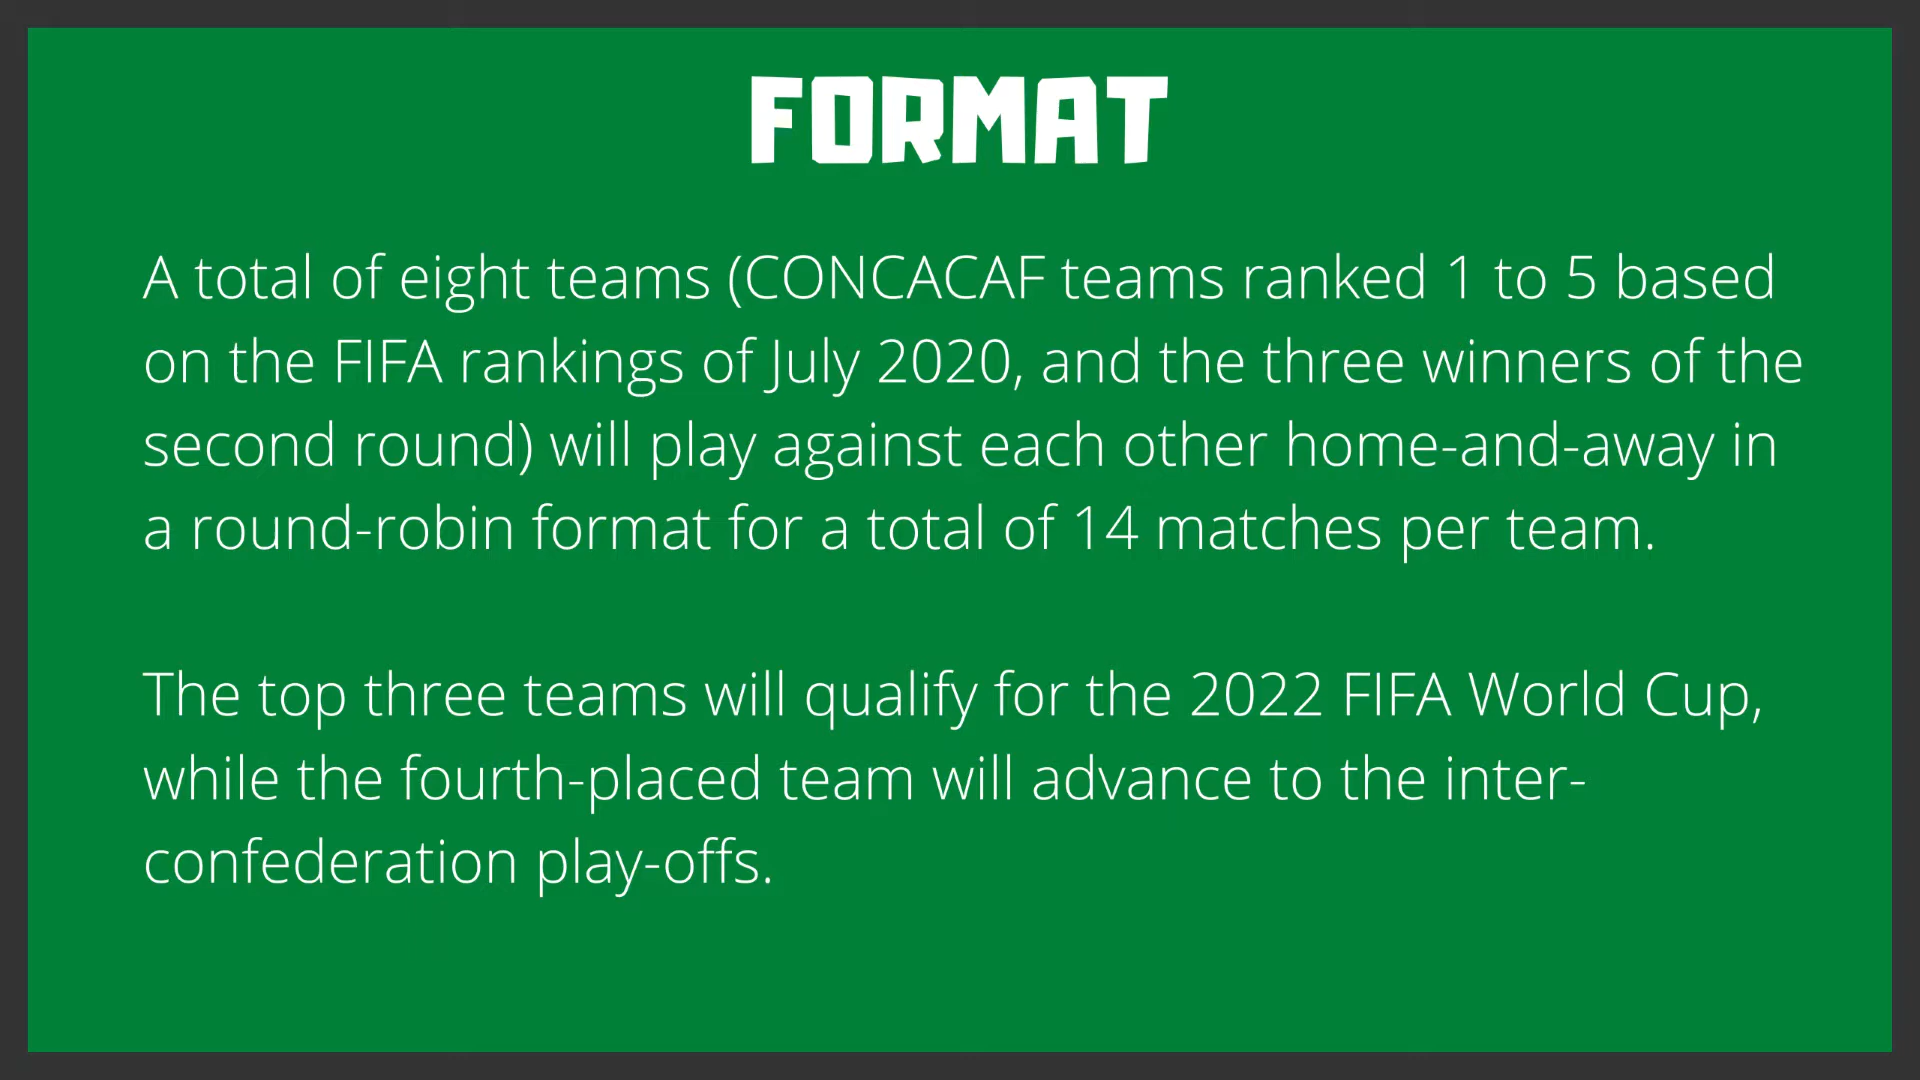 FORMAT
A total of eight teams (CONCACAF teams ranked 1 to 5 based
on the FIFA rankings of July 2020, and the three winners of the
second round) will play against each other home-and-away in
a round-robin format for a total of 14 matches per team.
The top three teams will qualify for the 2022 FIFA World Cup,
while the fourth-placed team will advance to the inter-
confederation play-offs.